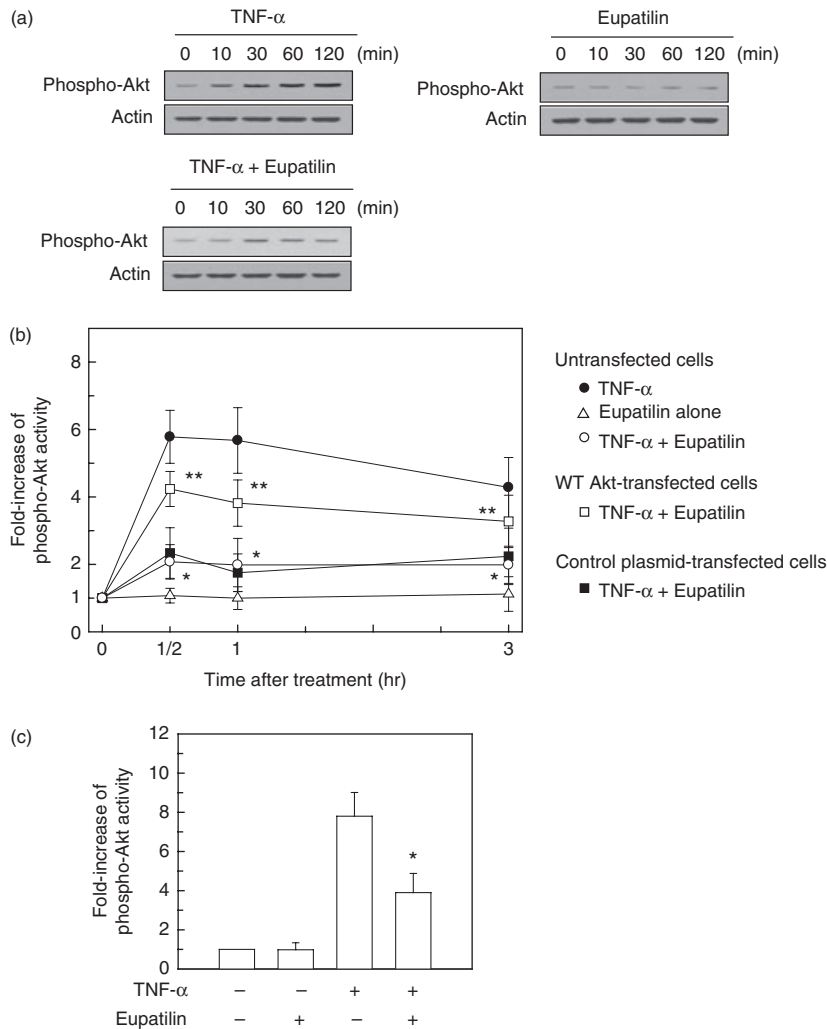 (a)
TNF-α
0 10 30 60 120 (min)
Phospho-Akt
Actin
Eupatilin
0 10 30 60 120 (min)
Phospho-Akt
Actin
TNF-α + Eupatilin
0 10 30 60 120 (min)
Phospho-Akt
Actin
(b)
Fold-increase of
phospho-Akt activity
8
6
4
2
1
0
**
**
**
*
*
*
0 1/2 1 3
Time after treatment (hr)
Untransfected cells
TNF-α
Eupatilin alone
TNF-α + Eupatilin
WT Akt-transfected cells
TNF-α + Eupatilin
Control plasmid-transfected cells
TNF-α + Eupatilin
(c)
Fold-increase of
phospho-Akt activity
12
10
8
6
4
2
0
*
TNF-α – – + +
Eupatilin – + – +